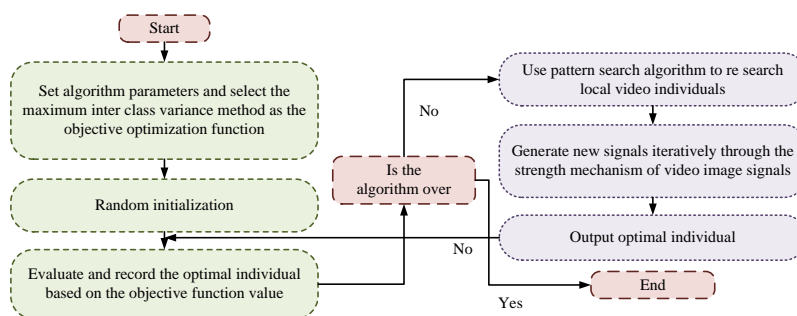 Start
Set algorithm parameters and select the
maximum inter class variance method as the
objective optimization function
Random initialization
Evaluate and record the optimal individual
based on the objective function value
Is the
algorithm over
No
Use pattern search algorithm to re search
local video individuals
Generate new signals iteratively through the
strength mechanism of video image signals
Output optimal individual
No
Yes
End